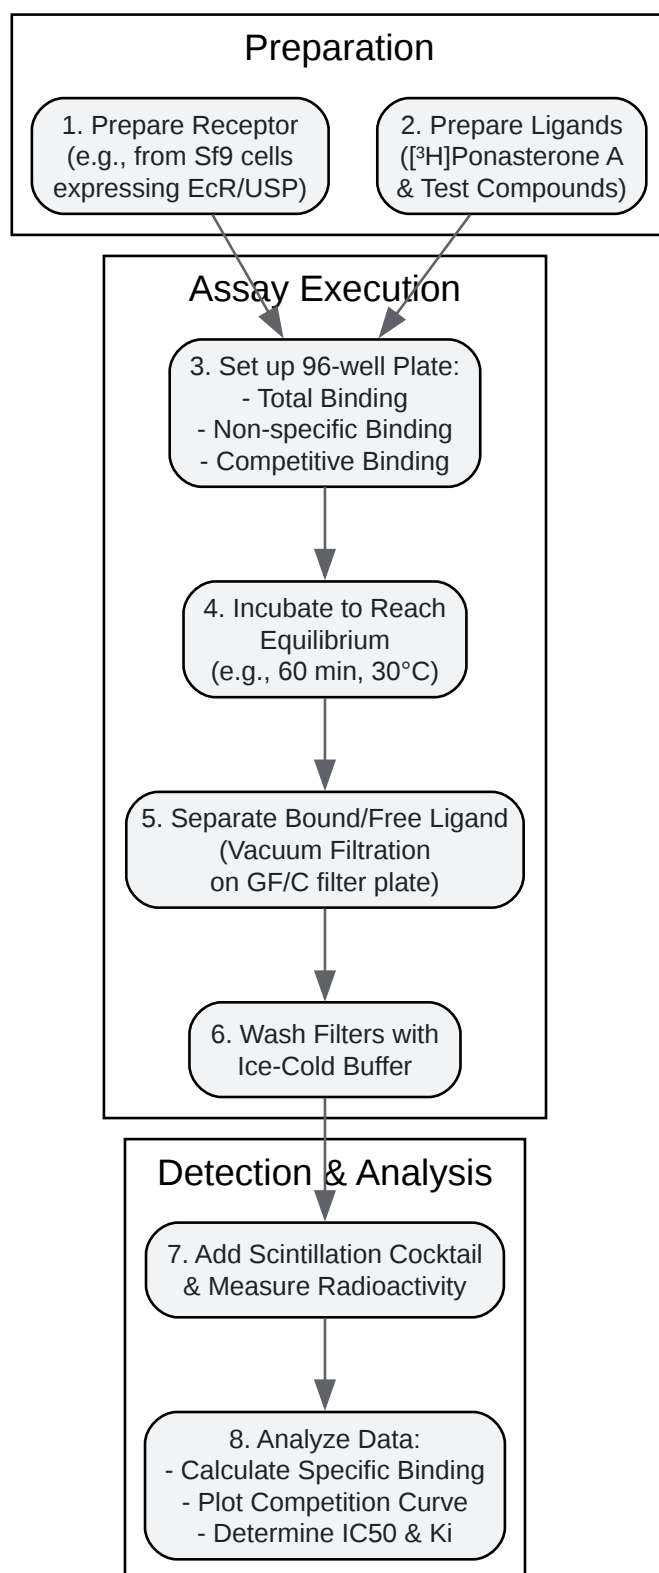 Preparation
1. Prepare Receptor
(e.g., from Sf9 cells
expressing EcR/USP)
2. Prepare Ligands
([³H]Ponasterone A
& Test Compounds)
Assay Execution
3. Set up 96-well Plate:
- Total Binding
- Non-specific Binding
- Competitive Binding
4. Incubate to Reach
Equilibrium
(e.g., 60 min, 30°C)
5. Separate Bound/Free Ligand
(Vacuum Filtration
on GF/C filter plate)
6. Wash Filters with
Ice-Cold Buffer
Detection & Analysis
7. Add Scintillation Cocktail
& Measure Radioactivity
8. Analyze Data:
- Calculate Specific Binding
- Plot Competition Curve
- Determine IC50 & Ki